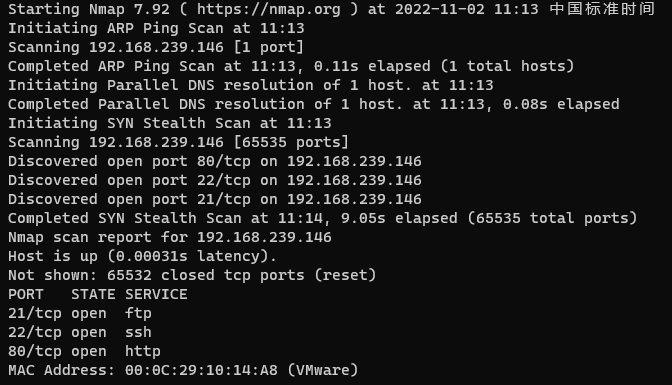 Starting Nmap 7.92 ( https://nmap.org ) at 2022-11-02 11:13 中国标准时间
Initiating ARP Ping Scan at 11:13
Scanning 192.168.239.146 [1 port]
Completed ARP Ping Scan at 11:13, 0.11s elapsed (1 total hosts)
Initiating Parallel DNS resolution of 1 host. at 11:13
Completed Parallel DNS resolution of 1 host. at 11:13, 0.08s elapsed
Initiating SYN Stealth Scan at 11:13
Scanning 192.168.239.146 [65535 ports]
Discovered open port 80/tcp on 192.168.239.146
Discovered open port 22/tcp on 192.168.239.146
Discovered open port 21/tcp on 192.168.239.146
Completed SYN Stealth Scan at 11:14, 9.05s elapsed (65535 total ports)
Nmap scan report for 192.168.239.146
Host is up (0.00031s latency).
Not shown: 65532 closed tcp ports (reset)
PORT   STATE SERVICE
21/tcp open  ftp
22/tcp open  ssh
80/tcp open  http
MAC Address: 00:0C:29:10:14:A8 (VMware)